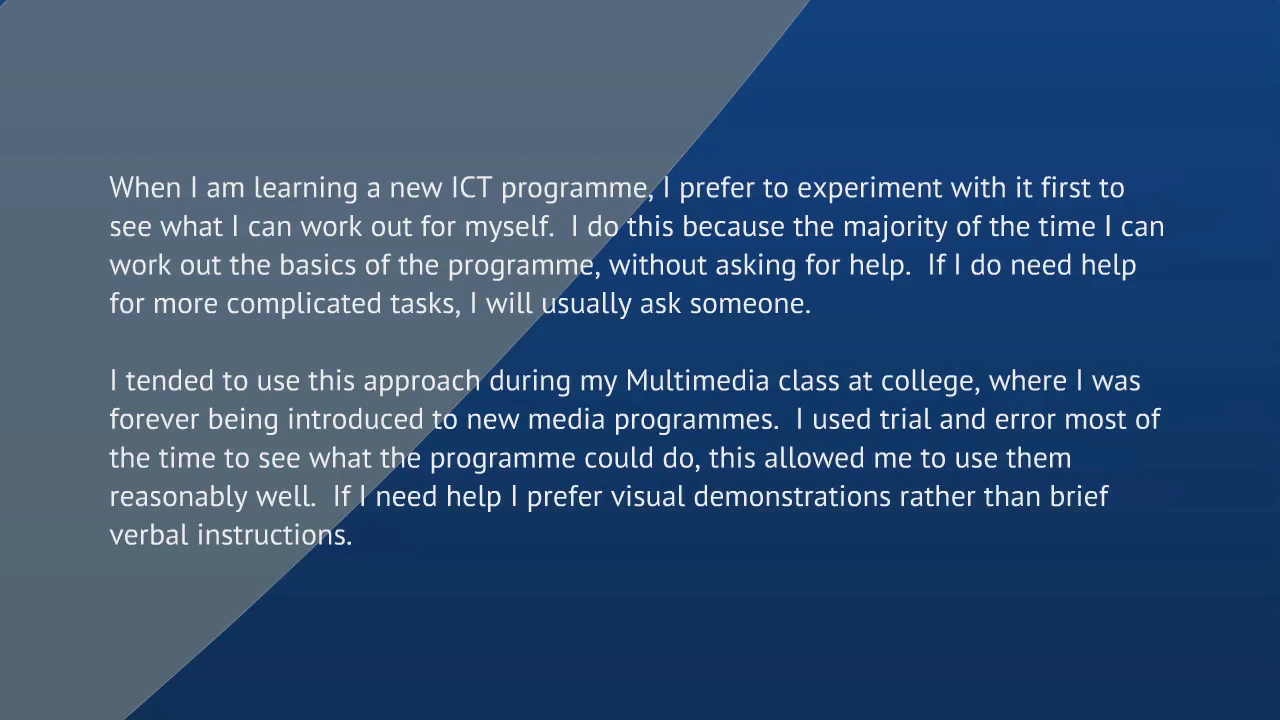 When I am learning a new ICT programme, I prefer to experiment with it first to
see what I can work out for myself.  I do this because the majority of the time I can
work out the basics of the programme, without asking for help.  If I do need help
for more complicated tasks, I will usually ask someone.
I tended to use this approach during my Multimedia class at college, where I was
forever being introduced to new media programmes.  I used trial and error most of
the time to see what the programme could do, this allowed me to use them
reasonably well.  If I need help I prefer visual demonstrations rather than brief
verbal instructions.